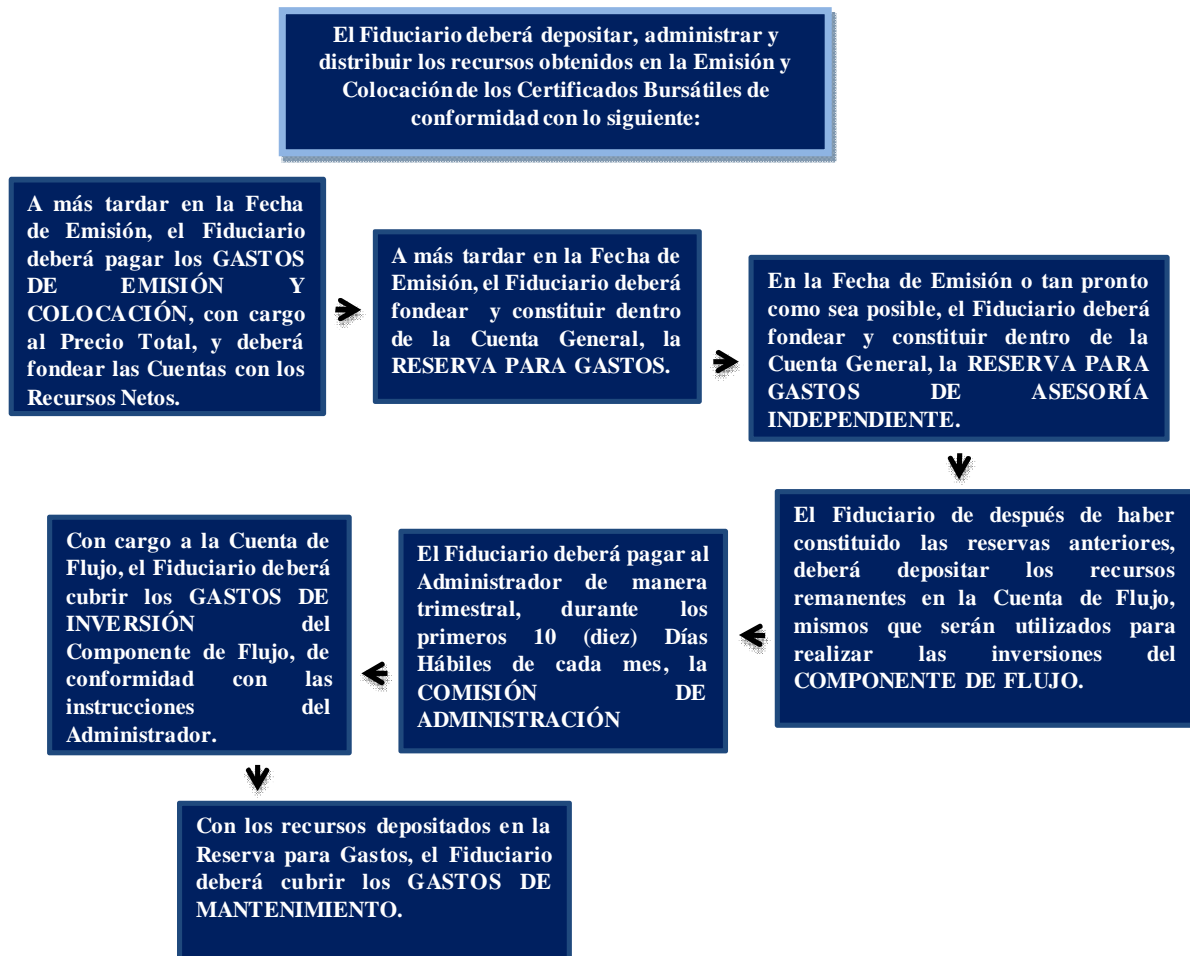 El Fiduciario deberá depositar, administrar y
distribuir los recursos obtenidos en la Emisión y
Colocación de los Certificados Bursátiles de
conformidad con lo siguiente:
A más tardar en la Fecha
de Emisión, el Fiduciario
deberá pagar los GASTOS
DE EMISIÓN Y
COLOCACIÓN, con cargo
al Precio Total, y deberá
fondear las Cuentas con los
Recursos Netos.
A más tardar en la Fecha de
Emisión, el Fiduciario deberá
fondear y constituir dentro
de la Cuenta General, la
RESERVA PARA GASTOS.
En la Fecha de Emisión o tan pronto
como sea posible, el Fiduciario deberá
fondear y constituir dentro de la
Cuenta General, la RESERVA PARA
GASTOS DE ASESORÍA
INDEPENDIENTE.
El Fiduciario de después de haber
constituido las reservas anteriores,
deberá depositar los recursos
remanentes en la Cuenta de Flujo,
mismos que serán utilizados para
realizar las inversiones del
COMPONENTE DE FLUJO.
El Fiduciario deberá pagar al
Administrador de manera
trimestral, durante los
primeros 10 (diez) Días
Hábiles de cada mes, la
COMISIÓN DE
ADMINISTRACIÓN
Con cargo a la Cuenta de
Flujo, el Fiduciario deberá
cubrir los GASTOS DE
INVERSIÓN del
Componente de Flujo, de
conformidad con las
instrucciones del
Administrador.
Con los recursos depositados en la
Reserva para Gastos, el Fiduciario
deberá cubrir los GASTOS DE
MANTENIMIENTO.